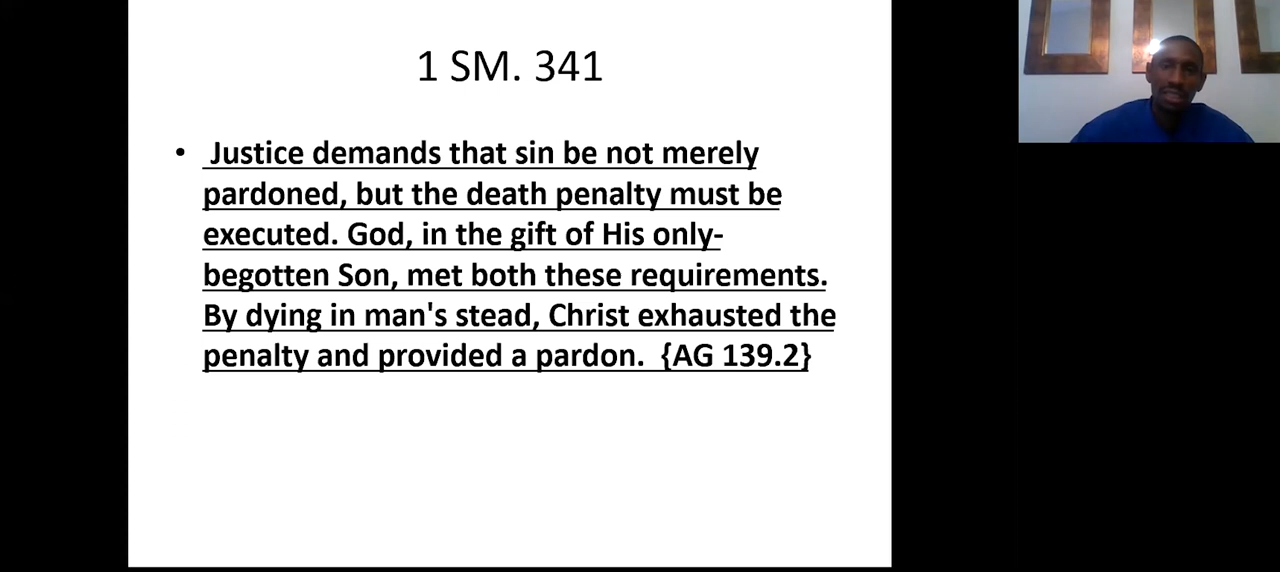 1 SM. 341
• Justice demands that sin be not merely
pardoned, but the death penalty must be
executed. God, in the gift of His only-
begotten Son, met both these requirements.
By dying in man's stead, Christ exhausted the
penalty and provided a pardon. {AG 139.2}